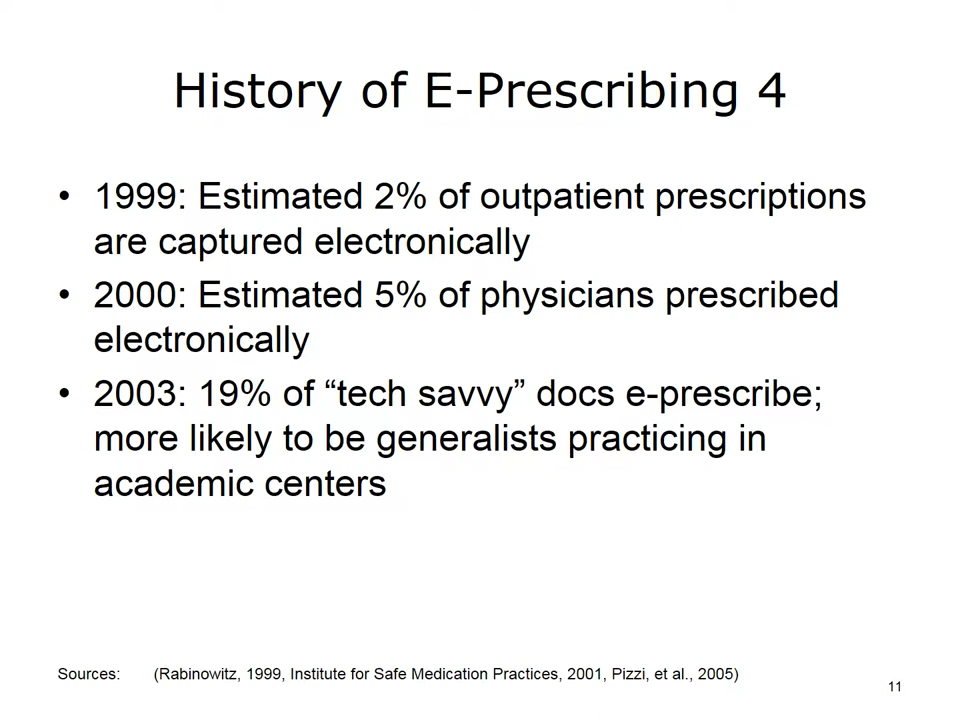 History of E-Prescribing 4
• 1999: Estimated 2% of outpatient prescriptions
are captured electronically
• 2000: Estimated 5% of physicians prescribed
electronically
• 2003: 19% of “tech savvy” docs e-prescribe;
more likely to be generalists practicing in
academic centers
Sources: (Rabinowitz, 1999, Institute for Safe Medication Practices, 2001, Pizzi, et al., 2005)
11